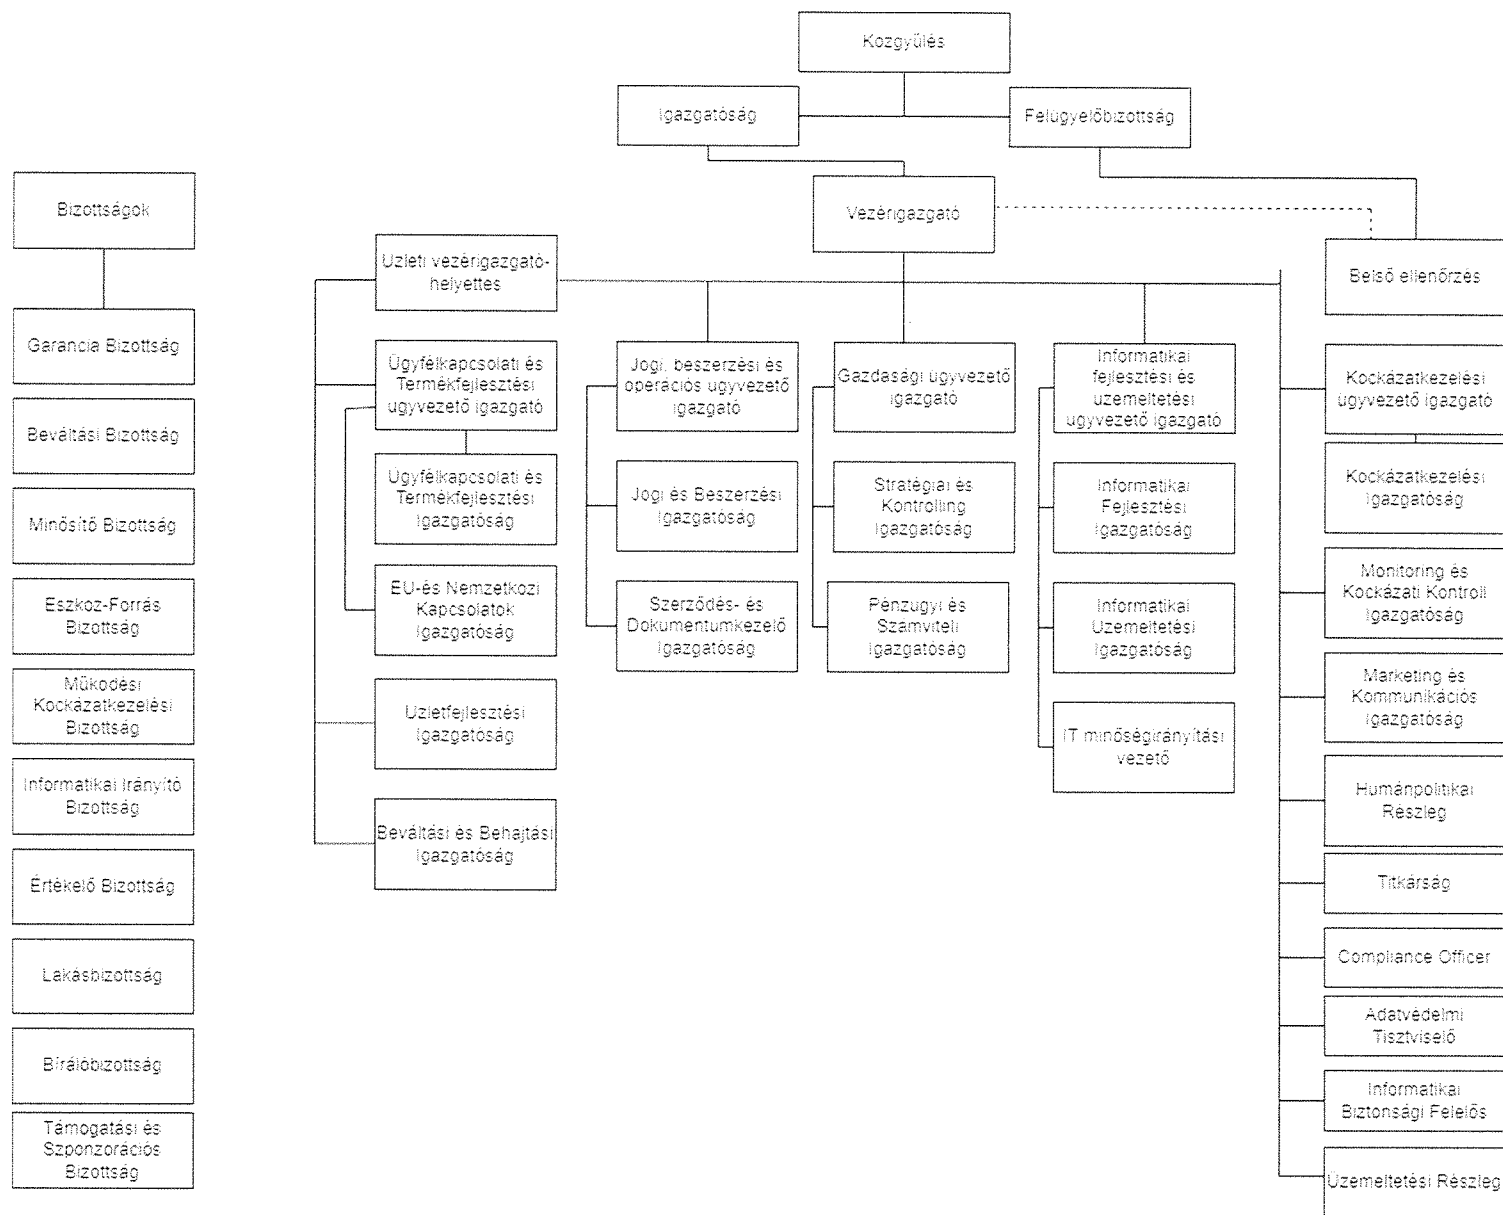 Közgyűlés
Igazgatóság
Felügyelőbizottság
Vezérigazgató
Belső ellenőrzés
Bizottságok
Garancia Bizottság
Beváltási Bizottság
Minősítő Bizottság
Eszköz-Forrás
Bizottság
Működési
Kockázatkezelési
Bizottság
Informatikai Irányító
Bizottság
Értékelő Bizottság
Lakásbizottság
Bírálóbizottság
Támogatási és
Szponzorációs
Bizottság
Üzleti vezérigazgató-
helyettes
Ügyfélkapcsolati és
Termékfejlesztési
ügyvezető igazgató
Ügyfélkapcsolati és
Termékfejlesztési
Igazgatóság
EU-és Nemzetközi
Kapcsolatok
Igazgatóság
Üzletfejlesztési
Igazgatóság
Beváltási és Behajtási
Igazgatóság
Jogi, beszerzési és
operációs ügyvezető
igazgató
Jogi és Beszerzési
Igazgatóság
Szerződés- és
Dokumentumkezelő
Igazgatóság
Gazdasági ügyvezető
igazgató
Stratégiai és
Kontrolling
Igazgatóság
Pénzügyi és
Számviteli
Igazgatóság
Informatikai
fejlesztési és
üzemeltetési
ügyvezető igazgató
Informatikai
Fejlesztési
Igazgatóság
Informatikai
Üzemeltetési
Igazgatóság
IT minőségirányítási
vezető
Kockázatkezelési
ügyvezető igazgató
Kockázatkezelési
Igazgatóság
Monitoring és
Kockázati Kontroll
Igazgatóság
Marketing és
Kommunikációs
Igazgatóság
Humánpolitikai
Részleg
Titkárság
Compliance Officer
Adatvédelmi
Tisztviselő
Informatikai
Biztonsági Felelős
Üzemeltetési Részleg